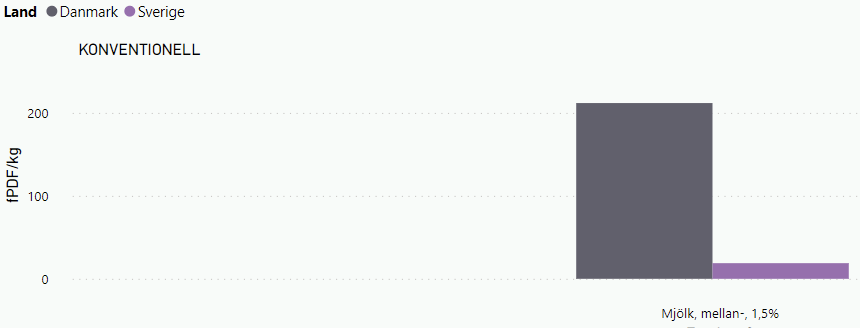 Land Danmark Sverige
KONVENTIONELL
200
fPDF/kg
100
0
Mjölk, mellan-, 1,5%